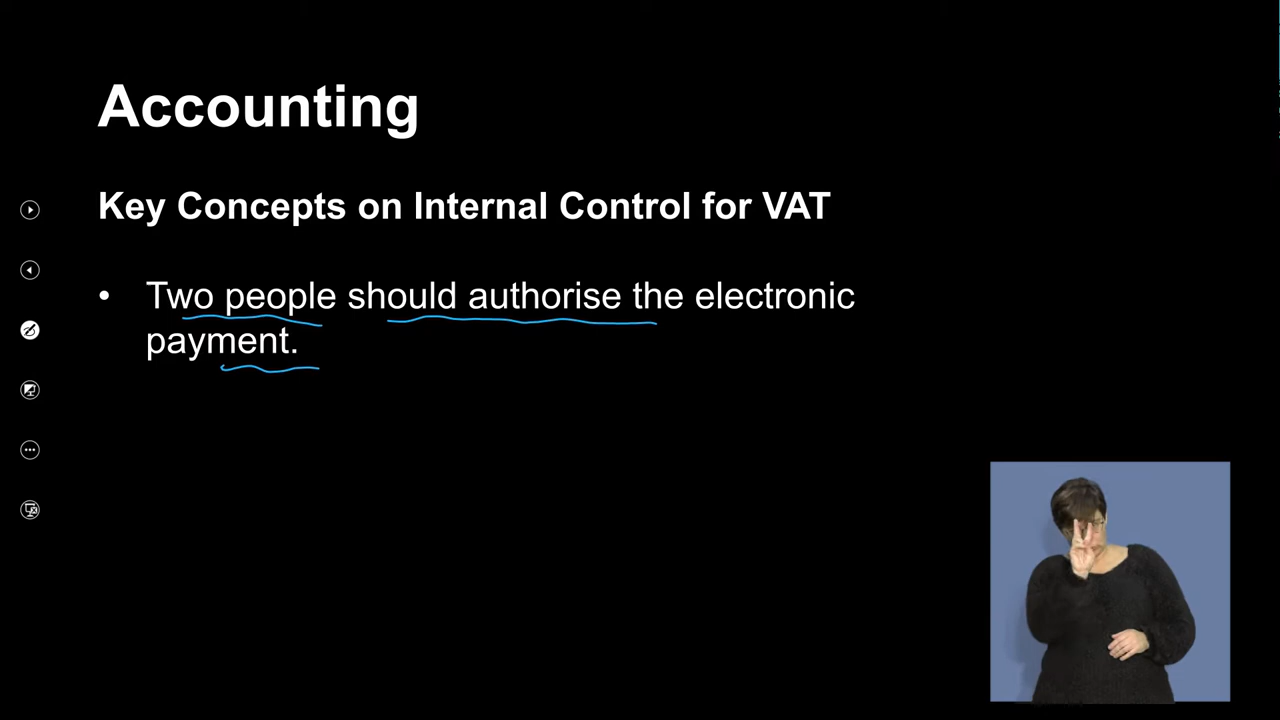 Accounting
Key Concepts on Internal Control for VAT
• Two people should authorise the electronic
payment.